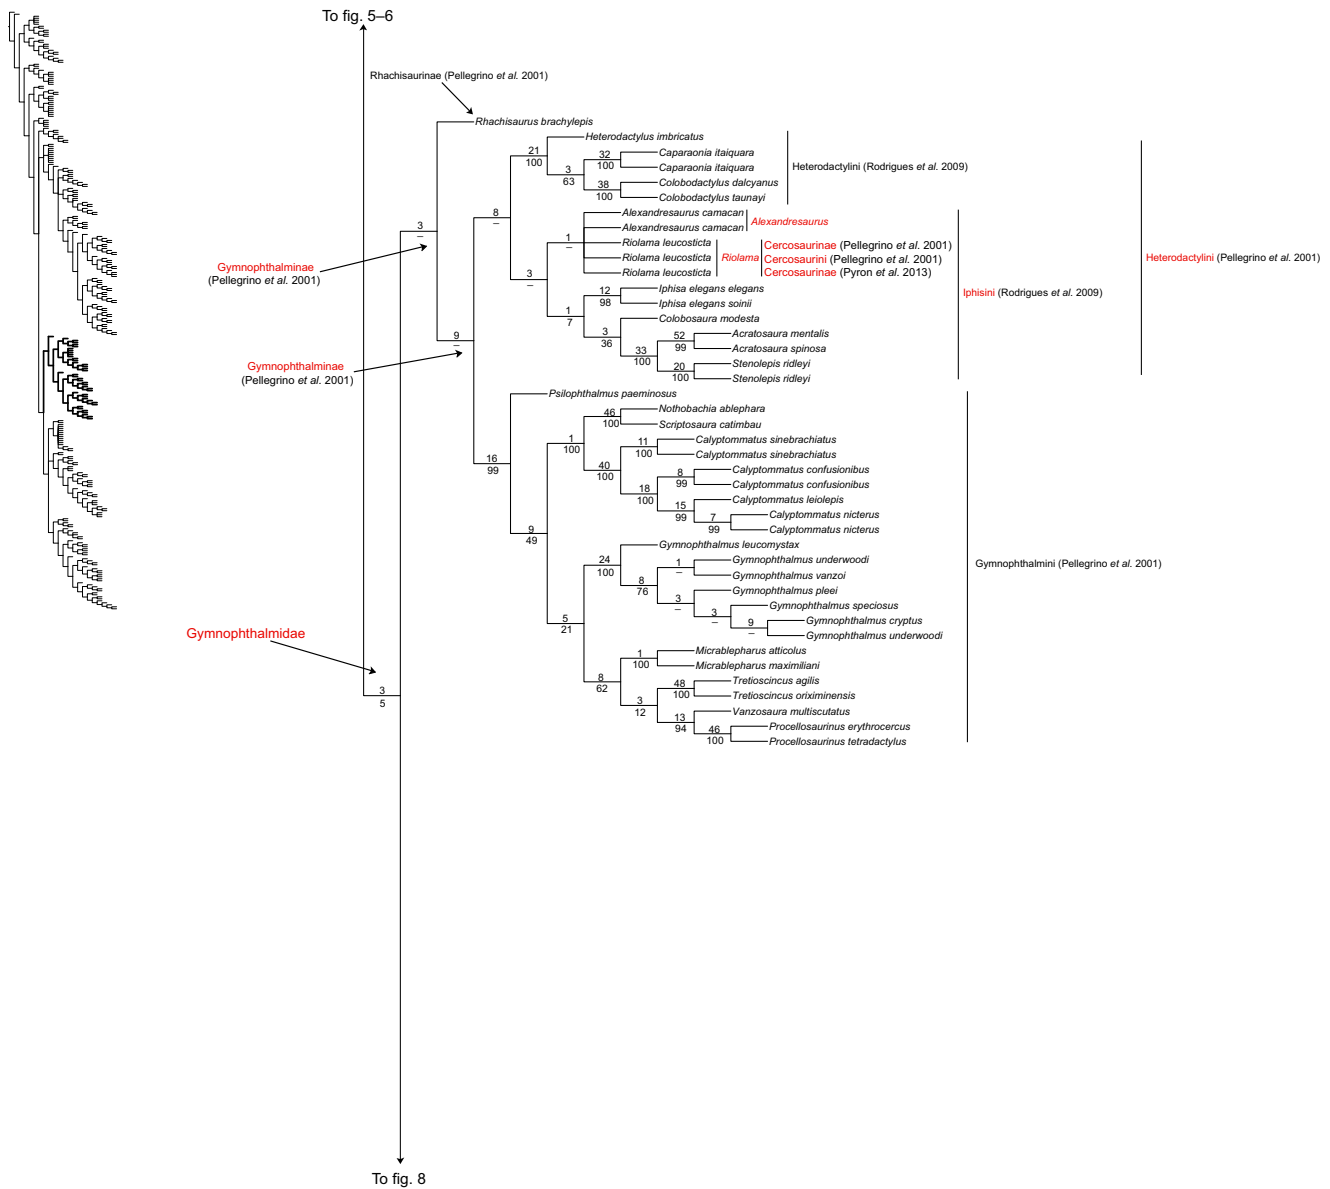 To fig. 5–6
Rhachisaurinae (Pellegrino et al. 2001)
Rhachisaurus brachylepis
Heterodactylus imbricatus
21
100
32
100
Caparaonia itaiquara
Caparaonia itaiquara
3
63
38
100
Colobodactylus dalcyanus
Colobodactylus taunayi
Heterodactylini (Rodrigues et al. 2009)
8
–
Alexandresaurus camacan
Alexandresaurus camacan
Alexandresaurus
3
–
1
–
Riolama leucosticta
Riolama leucosticta
Riolama leucosticta
Riolama
Cercosaurinae (Pellegrino et al. 2001)
Cercosaurini (Pellegrino et al. 2001)
Cercosaurinae (Pyron et al. 2013)
Heterodactylini (Pellegrino et al. 2001)
Gymnophthalminae
(Pellegrino et al. 2001)
3
–
Iphisini (Rodrigues et al. 2009)
12
98
Iphisa elegans elegans
Iphisa elegans soinii
1
7
Colobosaura modesta
3
36
52
99
Acratosaura mentalis
Acratosaura spinosa
33
100
20
100
Stenolepis ridleyi
Stenolepis ridleyi
9
–
Gymnophthalminae
(Pellegrino et al. 2001)
Psilophthalmus paeminosus
46
100
Nothobachia ablephara
Scriptosaura catimbau
1
100
11
100
Calyptommatus sinebrachiatus
Calyptommatus sinebrachiatus
40
100
8
99
Calyptommatus confusionibus
Calyptommatus confusionibus
18
100
Calyptommatus leiolepis
15
99
7
99
Calyptommatus nicterus
Calyptommatus nicterus
16
99
9
49
Gymnophthalmus leucomystax
24
100
1
–
Gymnophthalmus underwoodi
Gymnophthalmus vanzoi
8
76
Gymnophthalmus pleei
3
–
Gymnophthalmus speciosus
3
–
9
–
Gymnophthalmus cryptus
Gymnophthalmus underwoodi
Gymnophthalmini (Pellegrino et al. 2001)
5
21
1
100
Micrablepharus atticolus
Micrablepharus maximiliani
8
62
48
100
Tretioscincus agilis
Tretioscincus oriximinensis
3
12
Vanzosaura multiscutatus
13
94
46
100
Procellosaurinus erythrocercus
Procellosaurinus tetradactylus
Gymnophthalmidae
3
5
To fig. 8